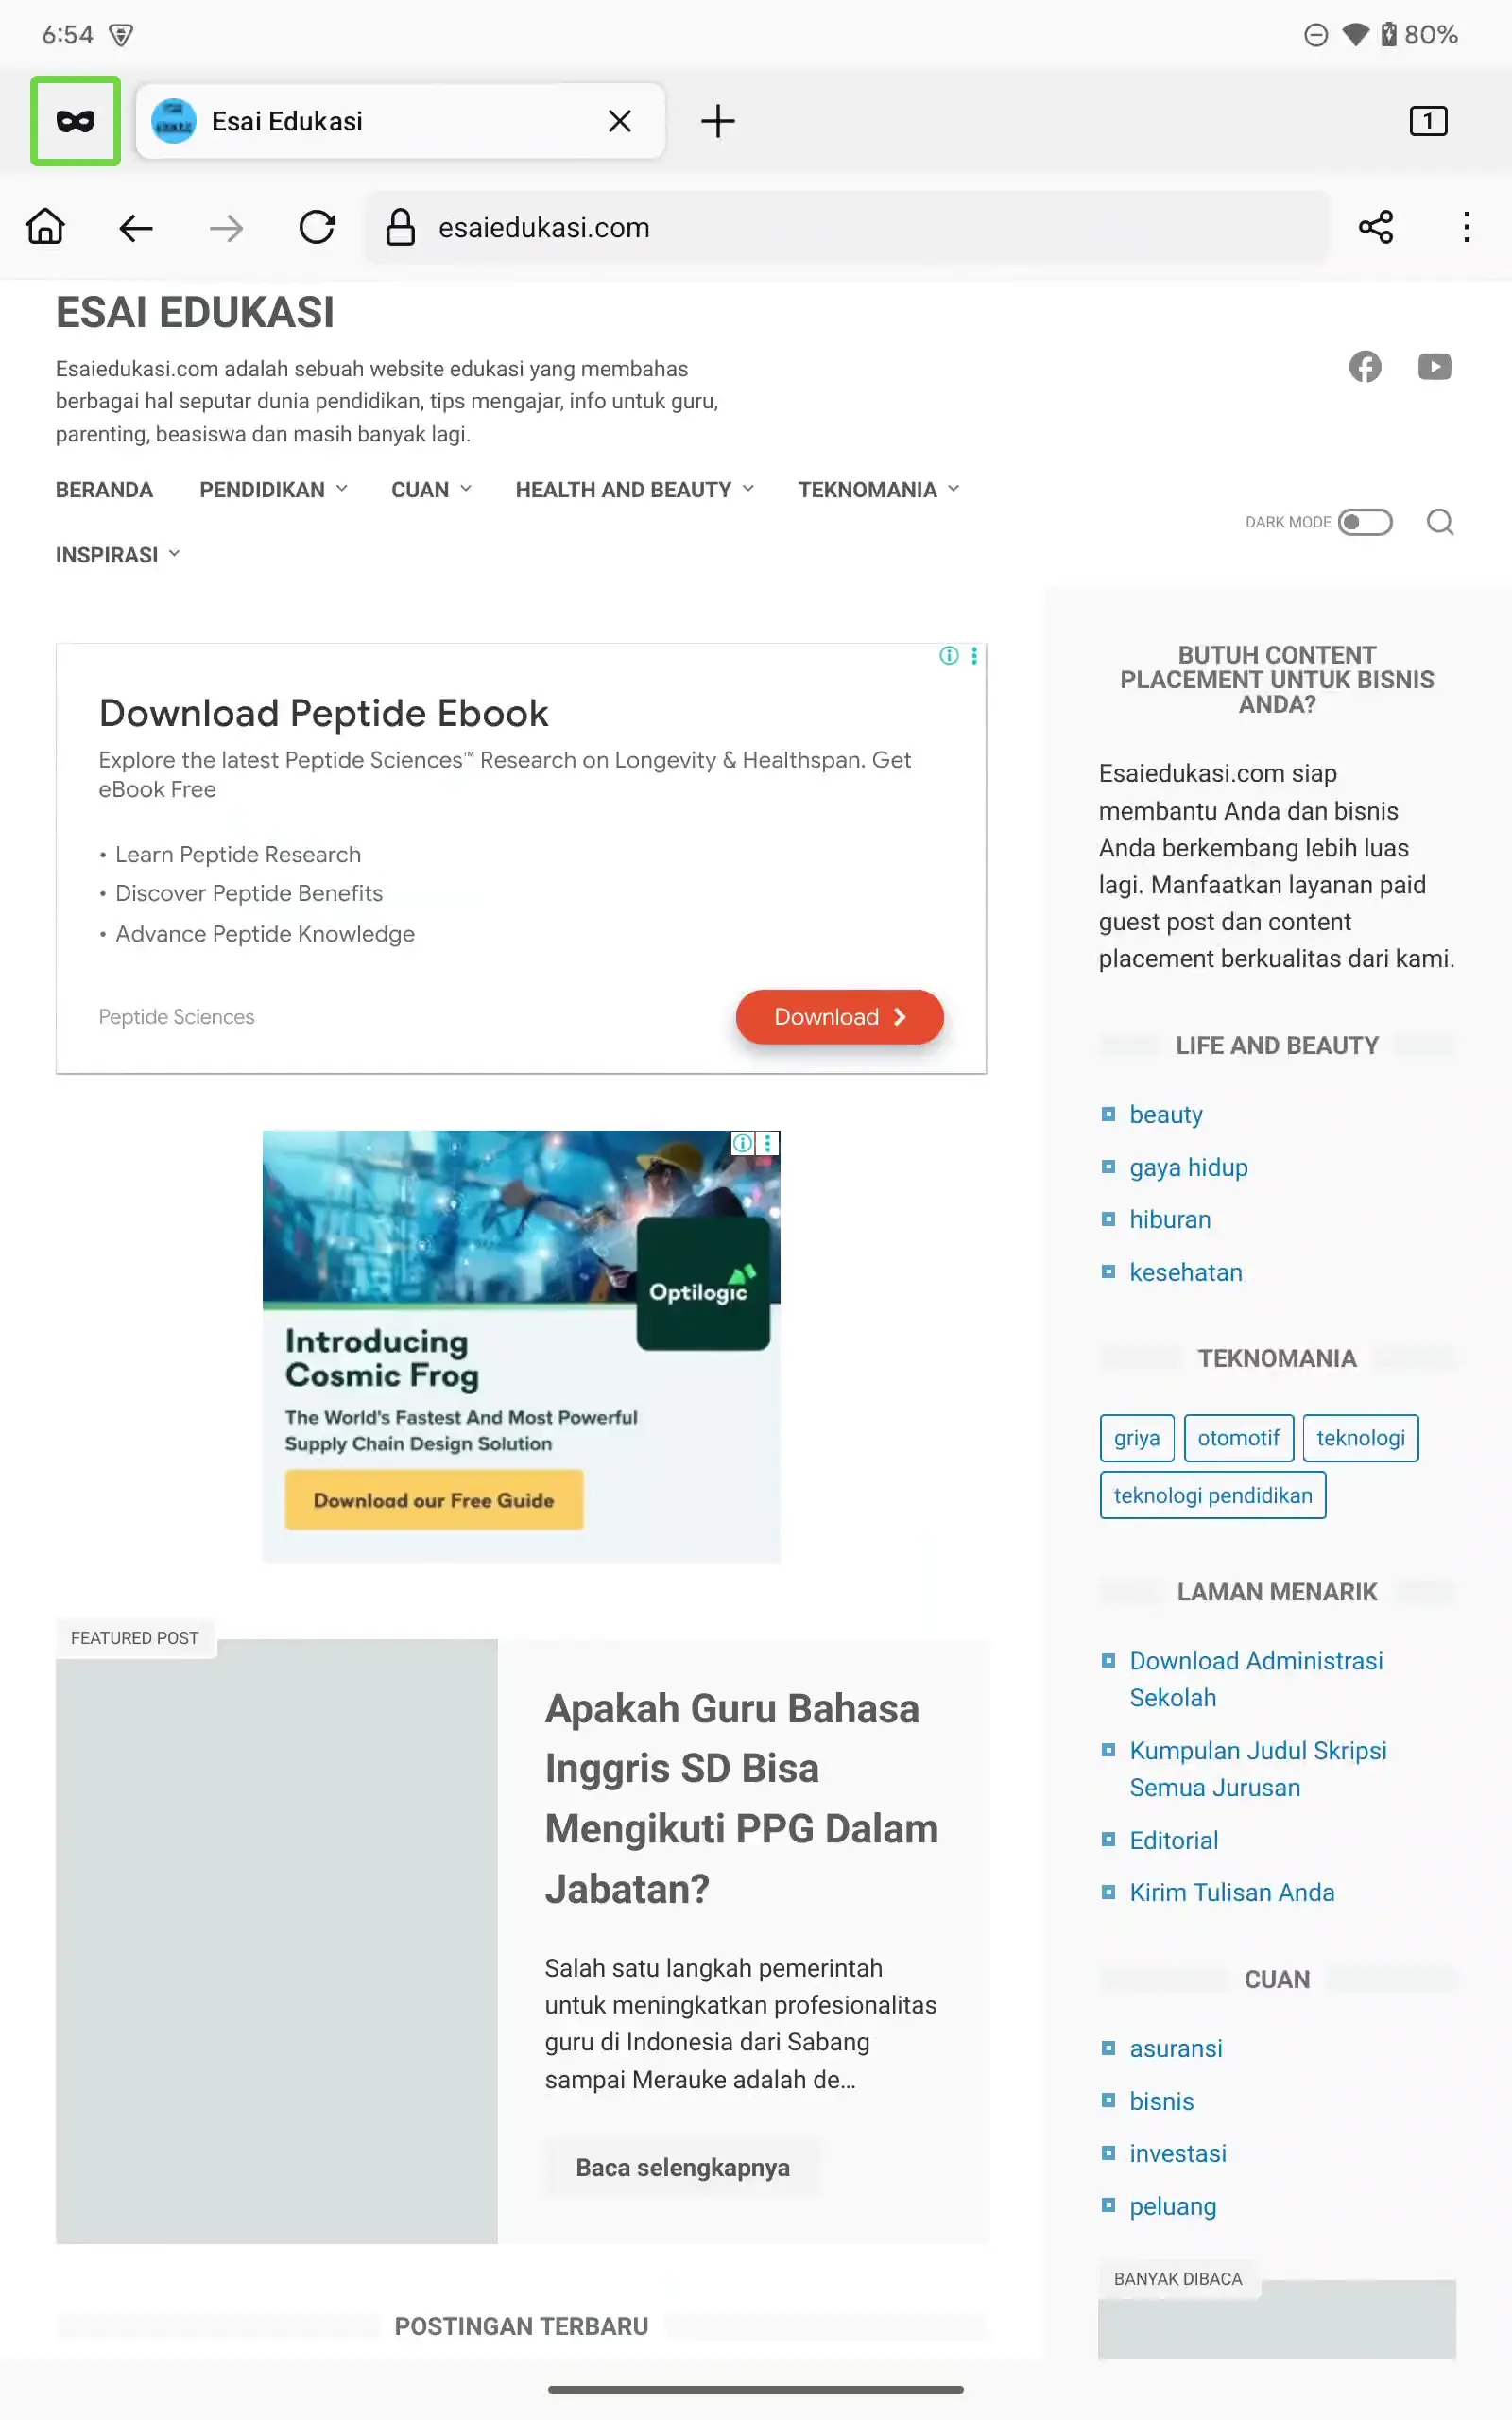 6:54
80%
Esai Edukasi
1
esaiedukasi.com
ESAI EDUKASI
Esaiedukasi.com adalah sebuah website edukasi yang membahas
berbagai hal seputar dunia pendidikan, tips mengajar, info untuk guru,
parenting, beasiswa dan masih banyak lagi.
BERANDA PENDIDIKAN CUAN HEALTH AND BEAUTY TEKNOMANIA
INSPIRASI
DARK MODE
Download Peptide Ebook
Explore the latest Peptide Sciences™ Research on Longevity & Healthspan. Get
eBook Free
• Learn Peptide Research
• Discover Peptide Benefits
• Advance Peptide Knowledge
Peptide Sciences
Download
Optilogic
Introducing
Cosmic Frog
The World's Fastest And Most Powerful
Supply Chain Design Solution
Download our Free Guide
FEATURED POST
Apakah Guru Bahasa
Inggris SD Bisa
Mengikuti PPG Dalam
Jabatan?
Salah satu langkah pemerintah
untuk meningkatkan profesionalitas
guru di Indonesia dari Sabang
sampai Merauke adalah de...
Baca selengkapnya
POSTINGAN TERBARU
BUTUH CONTENT
PLACEMENT UNTUK BISNIS
ANDA?
Esaiedukasi.com siap
membantu Anda dan bisnis
Anda berkembang lebih luas
lagi. Manfaatkan layanan paid
guest post dan content
placement berkualitas dari kami.
LIFE AND BEAUTY
beauty
gaya hidup
hiburan
kesehatan
TEKNOMANIA
griya otomotif teknologi
teknologi pendidikan
LAMAN MENARIK
Download Administrasi
Sekolah
Kumpulan Judul Skripsi
Semua Jurusan
Editorial
Kirim Tulisan Anda
CUAN
asuransi
bisnis
investasi
peluang
BANYAK DIBACA